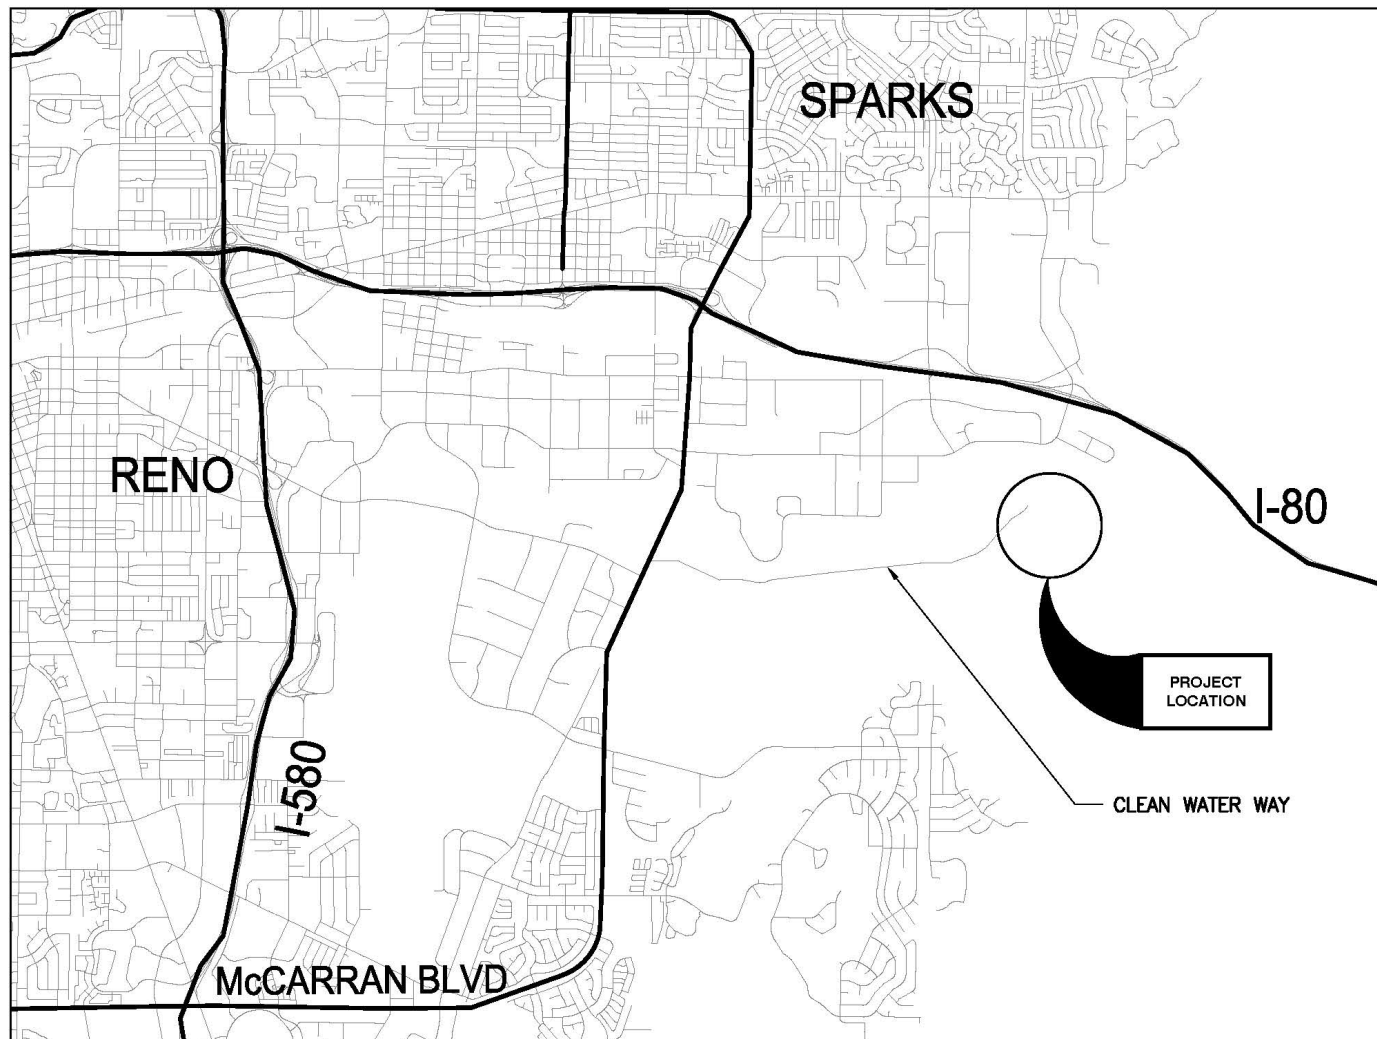 SPARKS
RENO
I-80
PROJECT
LOCATION
I-580
CLEAN WATER WAY
McCARRAN BLVD